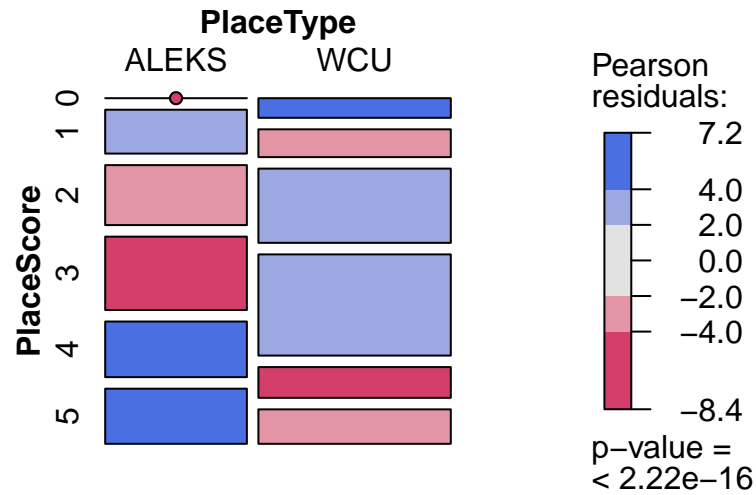 PlaceType
ALEKS WCU
PlaceScore
0
1
2
3
4
5
Pearson
residuals:
7.2
4.0
2.0
0.0
−2.0
−4.0
−8.4
p−value =
< 2.22e−16